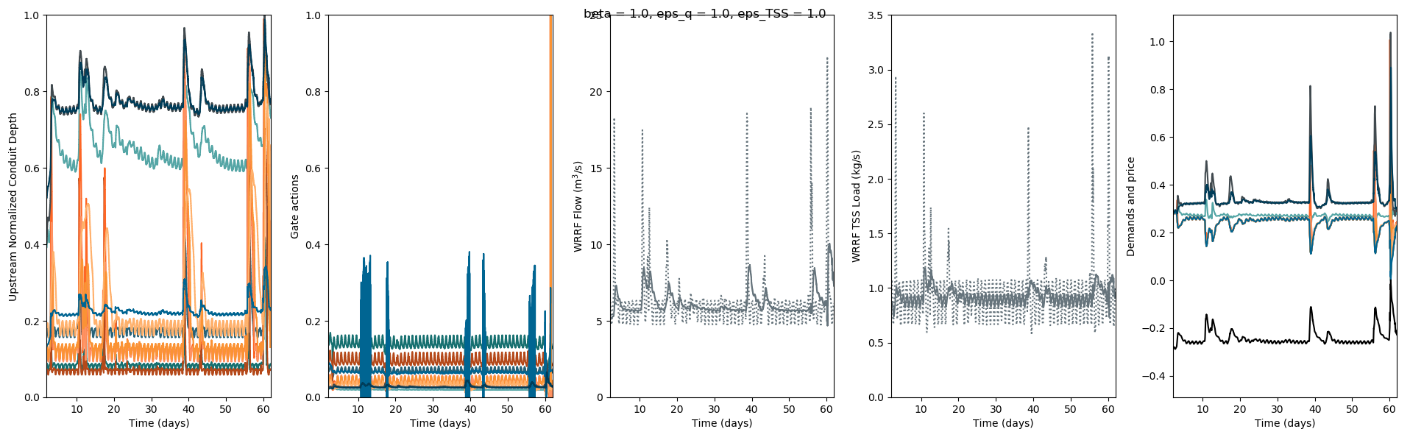 beta = 1.0, eps_q = 1.0, eps_TSS = 1.0
Upstream Normalized Conduit Depth
1.0
0.8
0.6
0.4
0.2
0.0
10 20 30 40 50 60
Time (days)
Gate actions
1.0
0.8
0.6
0.4
0.2
0.0
10 20 30 40 50 60
Time (days)
WRRF Flow (m³/s)
25
20
15
10
5
0
10 20 30 40 50 60
Time (days)
WRRF TSS Load (kg/s)
3.5
3.0
2.5
2.0
1.5
1.0
0.5
0.0
10 20 30 40 50 60
Time (days)
Demands and price
1.0
0.8
0.6
0.4
0.2
0.0
−0.2
−0.4
10 20 30 40 50 60
Time (days)